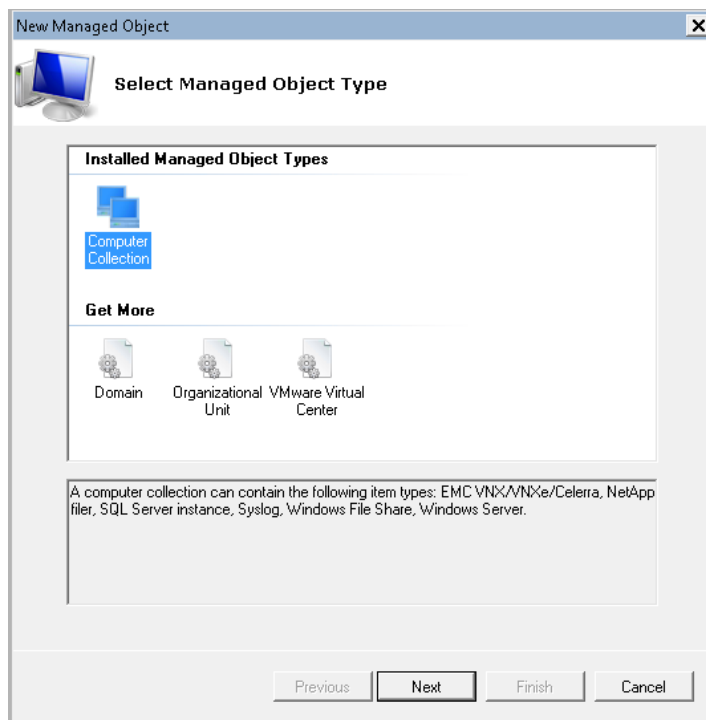 New Managed Object
Select Managed Object Type
Installed Managed Object Types
Computer
Collection
Get More
Domain
Organizational
Unit
VMware Virtual
Center
A computer collection can contain the following item types: EMC VNX/VNXe/Celerra, NetApp
filer, SQL Server instance, Syslog, Windows File Share, Windows Server.
Previous
Next
Finish
Cancel